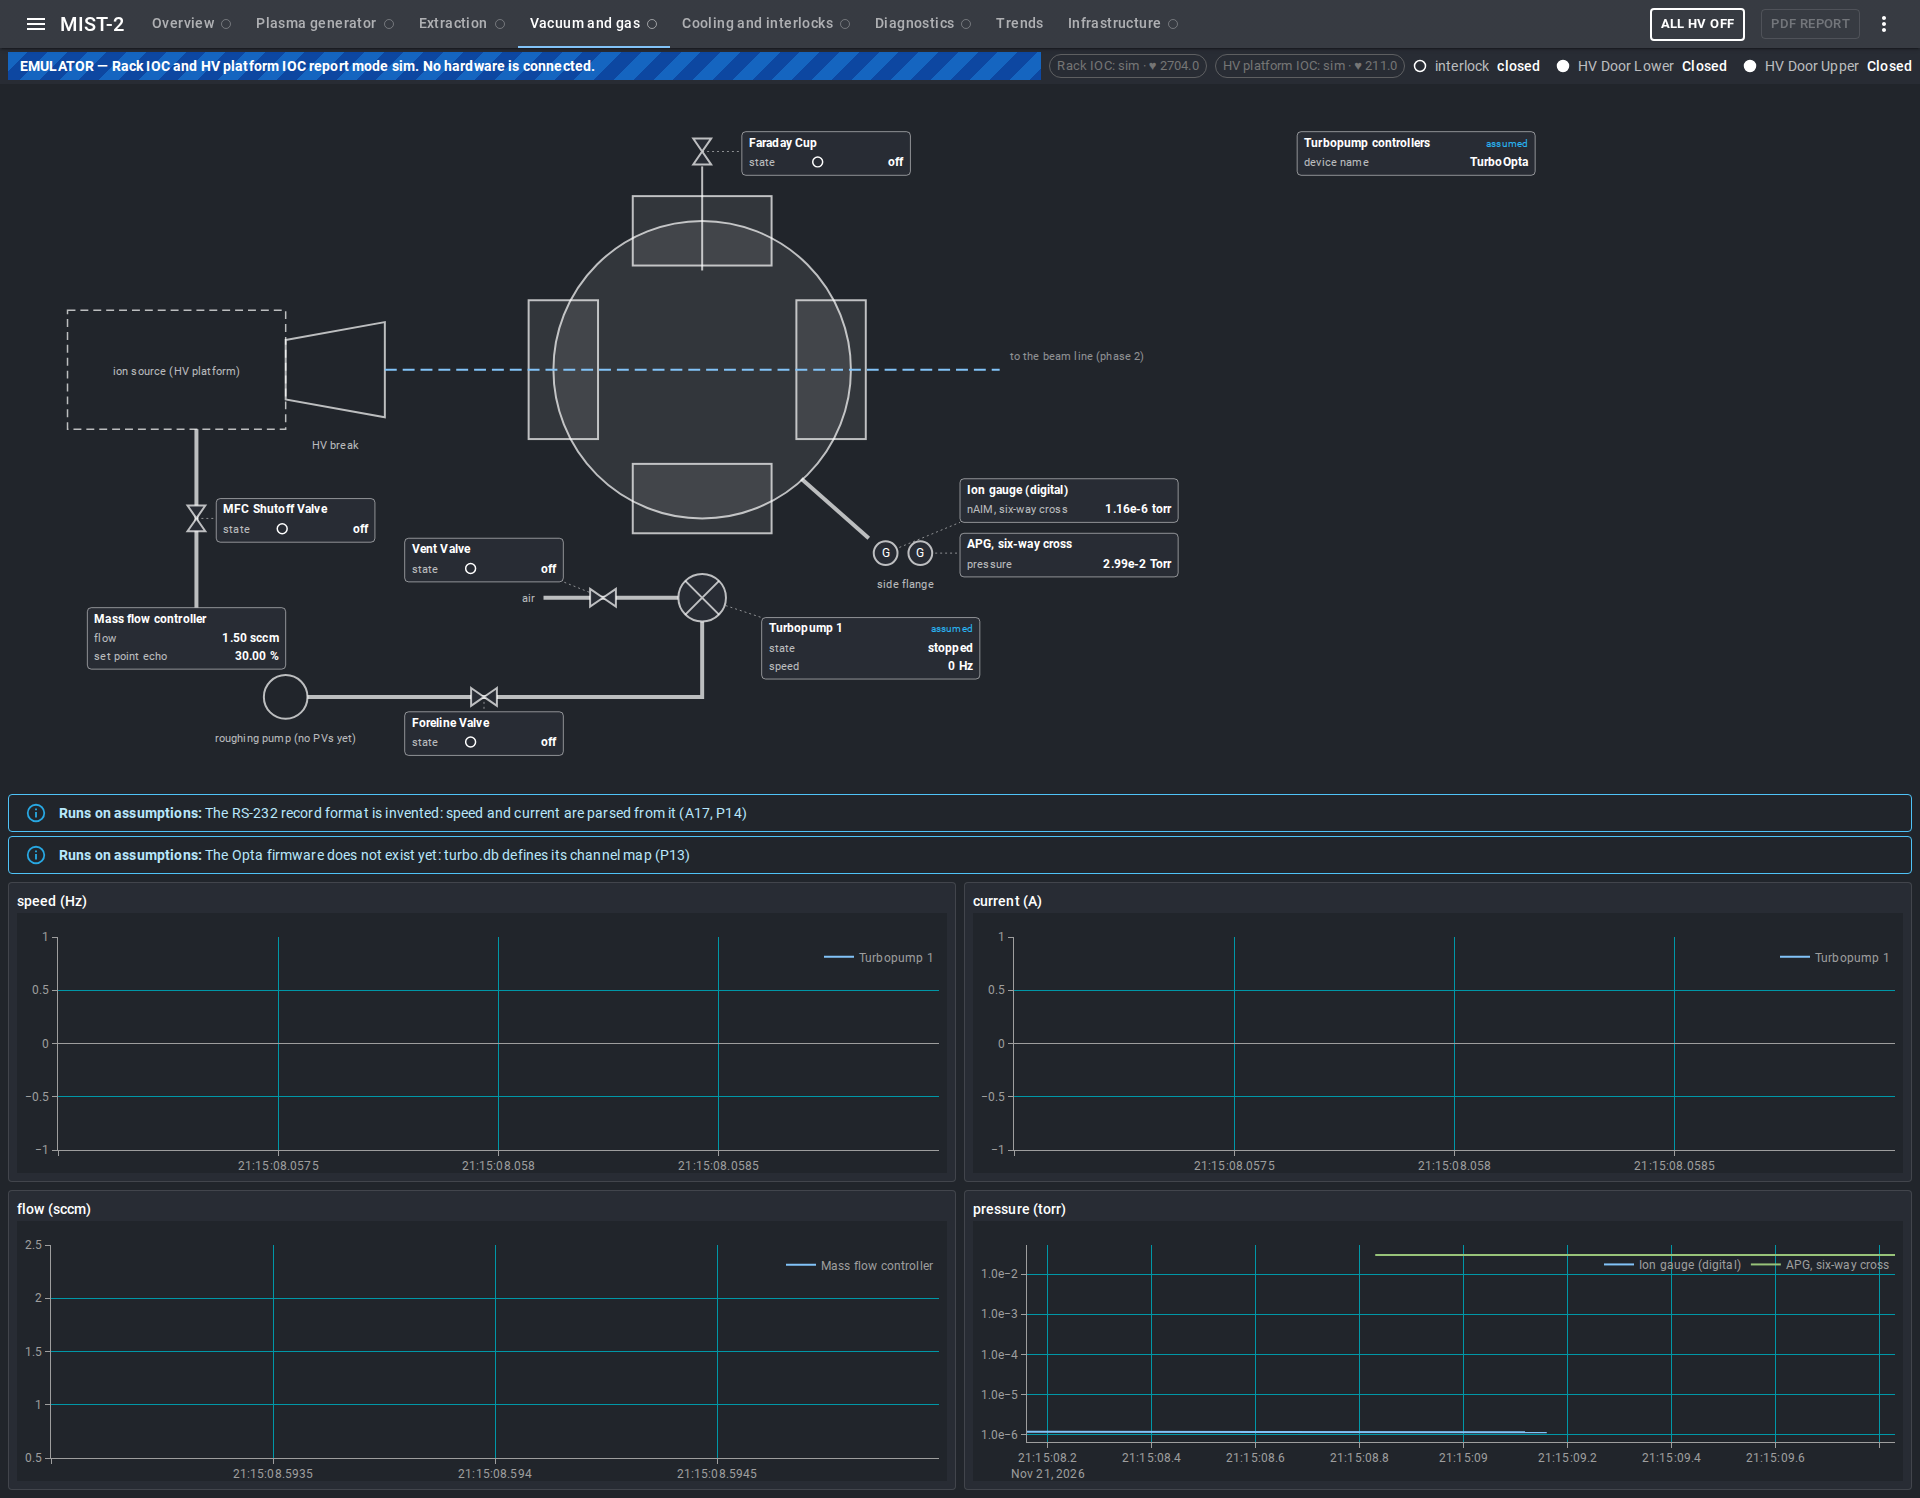 MIST-2
Overview
Plasma generator
Extraction
Vacuum and gas
Cooling and interlocks
Diagnostics
Trends
Infrastructure
ALL HV OFF
PDF REPORT
EMULATOR — Rack IOC and HV platform IOC report mode sim. No hardware is connected.
Rack IOC: sim · ♥ 2704.0
HV platform IOC: sim · ♥ 211.0
interlock closed
HV Door Lower Closed
HV Door Upper Closed
Faraday Cup
state off
Turbopump controllers assumed
device name TurboOpta
ion source (HV platform)
to the beam line (phase 2)
HV break
MFC Shutoff Valve
state off
Ion gauge (digital)
nAIM, six-way cross 1.16e-6 torr
Vent Valve
state off
G G
APG, six-way cross
pressure 2.99e-2 Torr
side flange
air
Mass flow controller
flow 1.50 sccm
set point echo 30.00 %
Turbopump 1 assumed
state stopped
speed 0 Hz
Foreline Valve
state off
roughing pump (no PVs yet)
Runs on assumptions: The RS-232 record format is invented: speed and current are parsed from it (A17, P14)
Runs on assumptions: The Opta firmware does not exist yet: turbo.db defines its channel map (P13)
speed (Hz)
1
0.5
0
−0.5
−1
Turbopump 1
21:15:08.0575 21:15:08.058 21:15:08.0585
current (A)
1
0.5
0
−0.5
−1
Turbopump 1
21:15:08.0575 21:15:08.058 21:15:08.0585
flow (sccm)
2.5
2
1.5
1
0.5
Mass flow controller
21:15:08.5935 21:15:08.594 21:15:08.5945
pressure (torr)
Ion gauge (digital) APG, six-way cross
1.0e−2
1.0e−3
1.0e−4
1.0e−5
1.0e−6
21:15:08.2 21:15:08.4 21:15:08.6 21:15:08.8 21:15:09 21:15:09.2 21:15:09.4 21:15:09.6
Nov 21, 2026